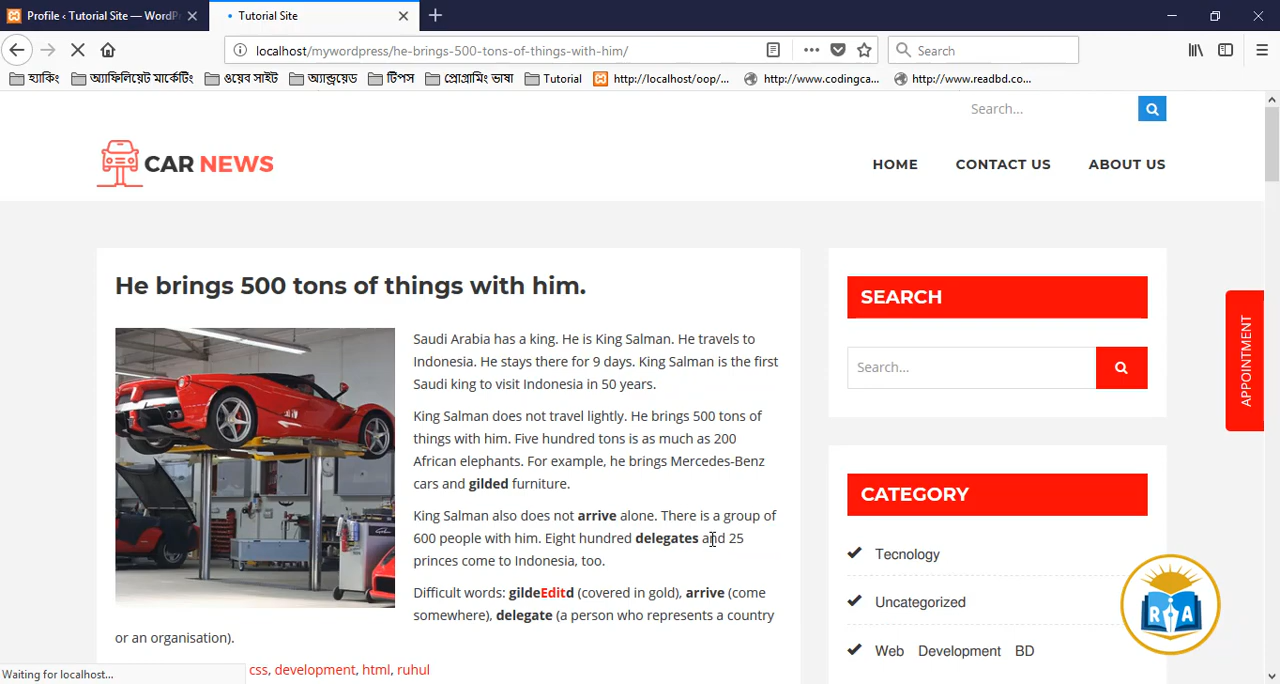 Profile ‹ Tutorial Site — WordP
Tutorial Site
localhost/mywordpress/he-brings-500-tons-of-things-with-him/
Search
হ্যাকিং
অ্যাফিলিয়েট মার্কেটিং
ওয়েব সাইট
অ্যান্ড্রয়েড
টিপস
প্রোগ্রামিং ভাষা
Tutorial
http://localhost/oop/...
http://www.codingca...
http://www.readbd.co...
Search...
CAR NEWS
HOME
CONTACT US
ABOUT US
He brings 500 tons of things with him.
Saudi Arabia has a king. He is King Salman. He travels to
Indonesia. He stays there for 9 days. King Salman is the first
Saudi king to visit Indonesia in 50 years.
King Salman does not travel lightly. He brings 500 tons of
things with him. Five hundred tons is as much as 200
African elephants. For example, he brings Mercedes-Benz
cars and gilded furniture.
King Salman also does not arrive alone. There is a group of
600 people with him. Eight hundred delegates and 25
princes come to Indonesia, too.
Difficult words: gildeEditd (covered in gold), arrive (come
somewhere), delegate (a person who represents a country
or an organisation).
css, development, html, ruhul
SEARCH
Search...
CATEGORY
Tecnology
Uncategorized
Web Development BD
APPOINTMENT
R A
Waiting for localhost...